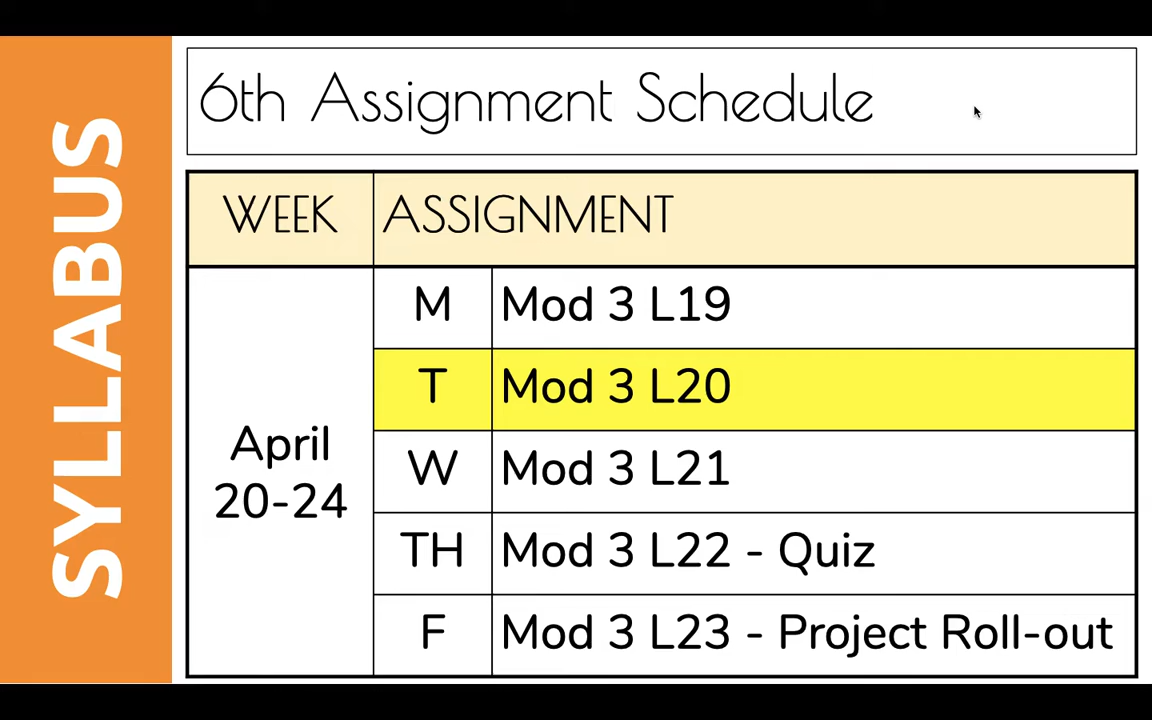 SYLLABUS
6th Assignment Schedule
WEEK ASSIGNMENT
April
20-24
M Mod 3 L19
T Mod 3 L20
W Mod 3 L21
TH Mod 3 L22 - Quiz
F Mod 3 L23 - Project Roll-out